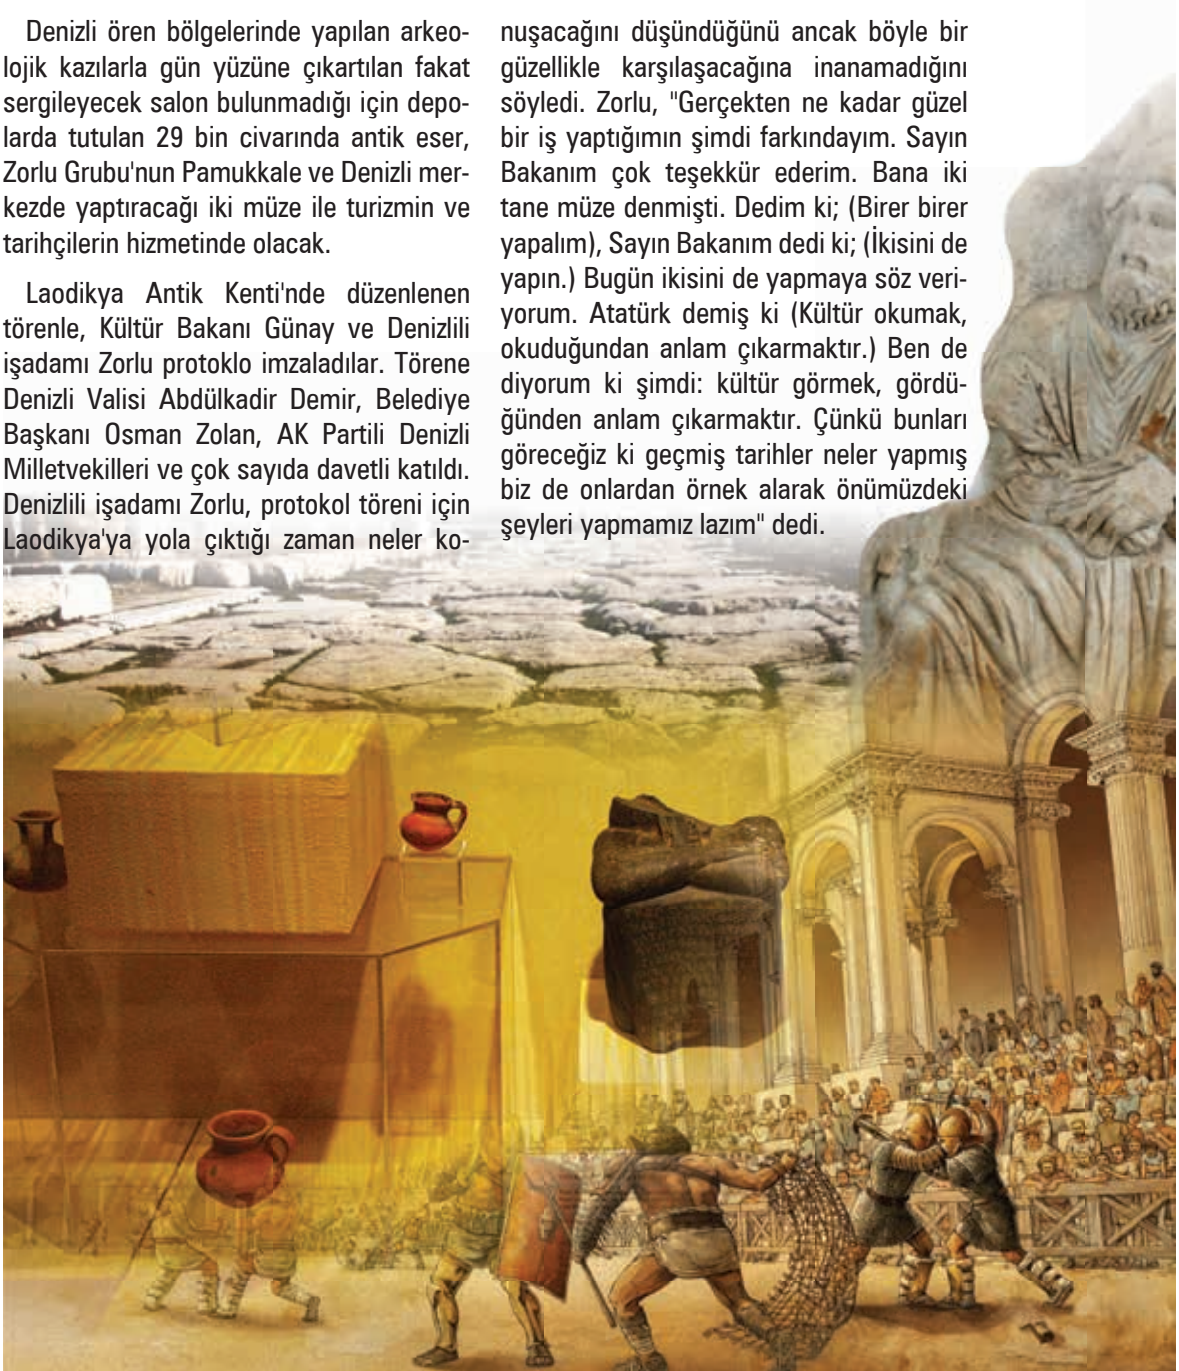 Denizli ören bölgelerinde yapılan arkeo-
lojik kazılarla gün yüzüne çıkartılan fakat
sergileyecek salon bulunmadığı için depo-
larda tutulan 29 bin civarında antik eser,
Zorlu Grubu'nun Pamukkale ve Denizli mer-
kezde yaptıracağı iki müze ile turizmin ve
tarihçilerin hizmetinde olacak.
Laodikya Antik Kenti'nde düzenlenen
törenle, Kültür Bakanı Günay ve Denizlili
işadamı Zorlu protoklo imzaladılar. Törene
Denizli Valisi Abdülkadir Demir, Belediye
Başkanı Osman Zolan, AK Partili Denizli
Milletvekilleri ve çok sayıda davetli katıldı.
Denizlili işadamı Zorlu, protokol töreni için
Laodikya'ya yola çıktığı zaman neler ko-
nuşacağını düşündüğünü ancak böyle bir
güzellikle karşılaşacağına inanamadığını
söyledi. Zorlu, "Gerçekten ne kadar güzel
bir iş yaptığımın şimdi farkındayım. Sayın
Bakanım çok teşekkür ederim. Bana iki
tane müze denmişti. Dedim ki; (Birer birer
yapalım), Sayın Bakanım dedi ki; (İkisini de
yapın.) Bugün ikisini de yapmaya söz veri-
yorum. Atatürk demiş ki (Kültür okumak,
okuduğundan anlam çıkarmaktır.) Ben de
diyorum ki şimdi: kültür görmek, gördü-
ğünden anlam çıkarmaktır. Çünkü bunları
göreceğiz ki geçmiş tarihler neler yapmış
biz de onlardan örnek alarak önümüzdeki
şeyleri yapmamız lazım" dedi.